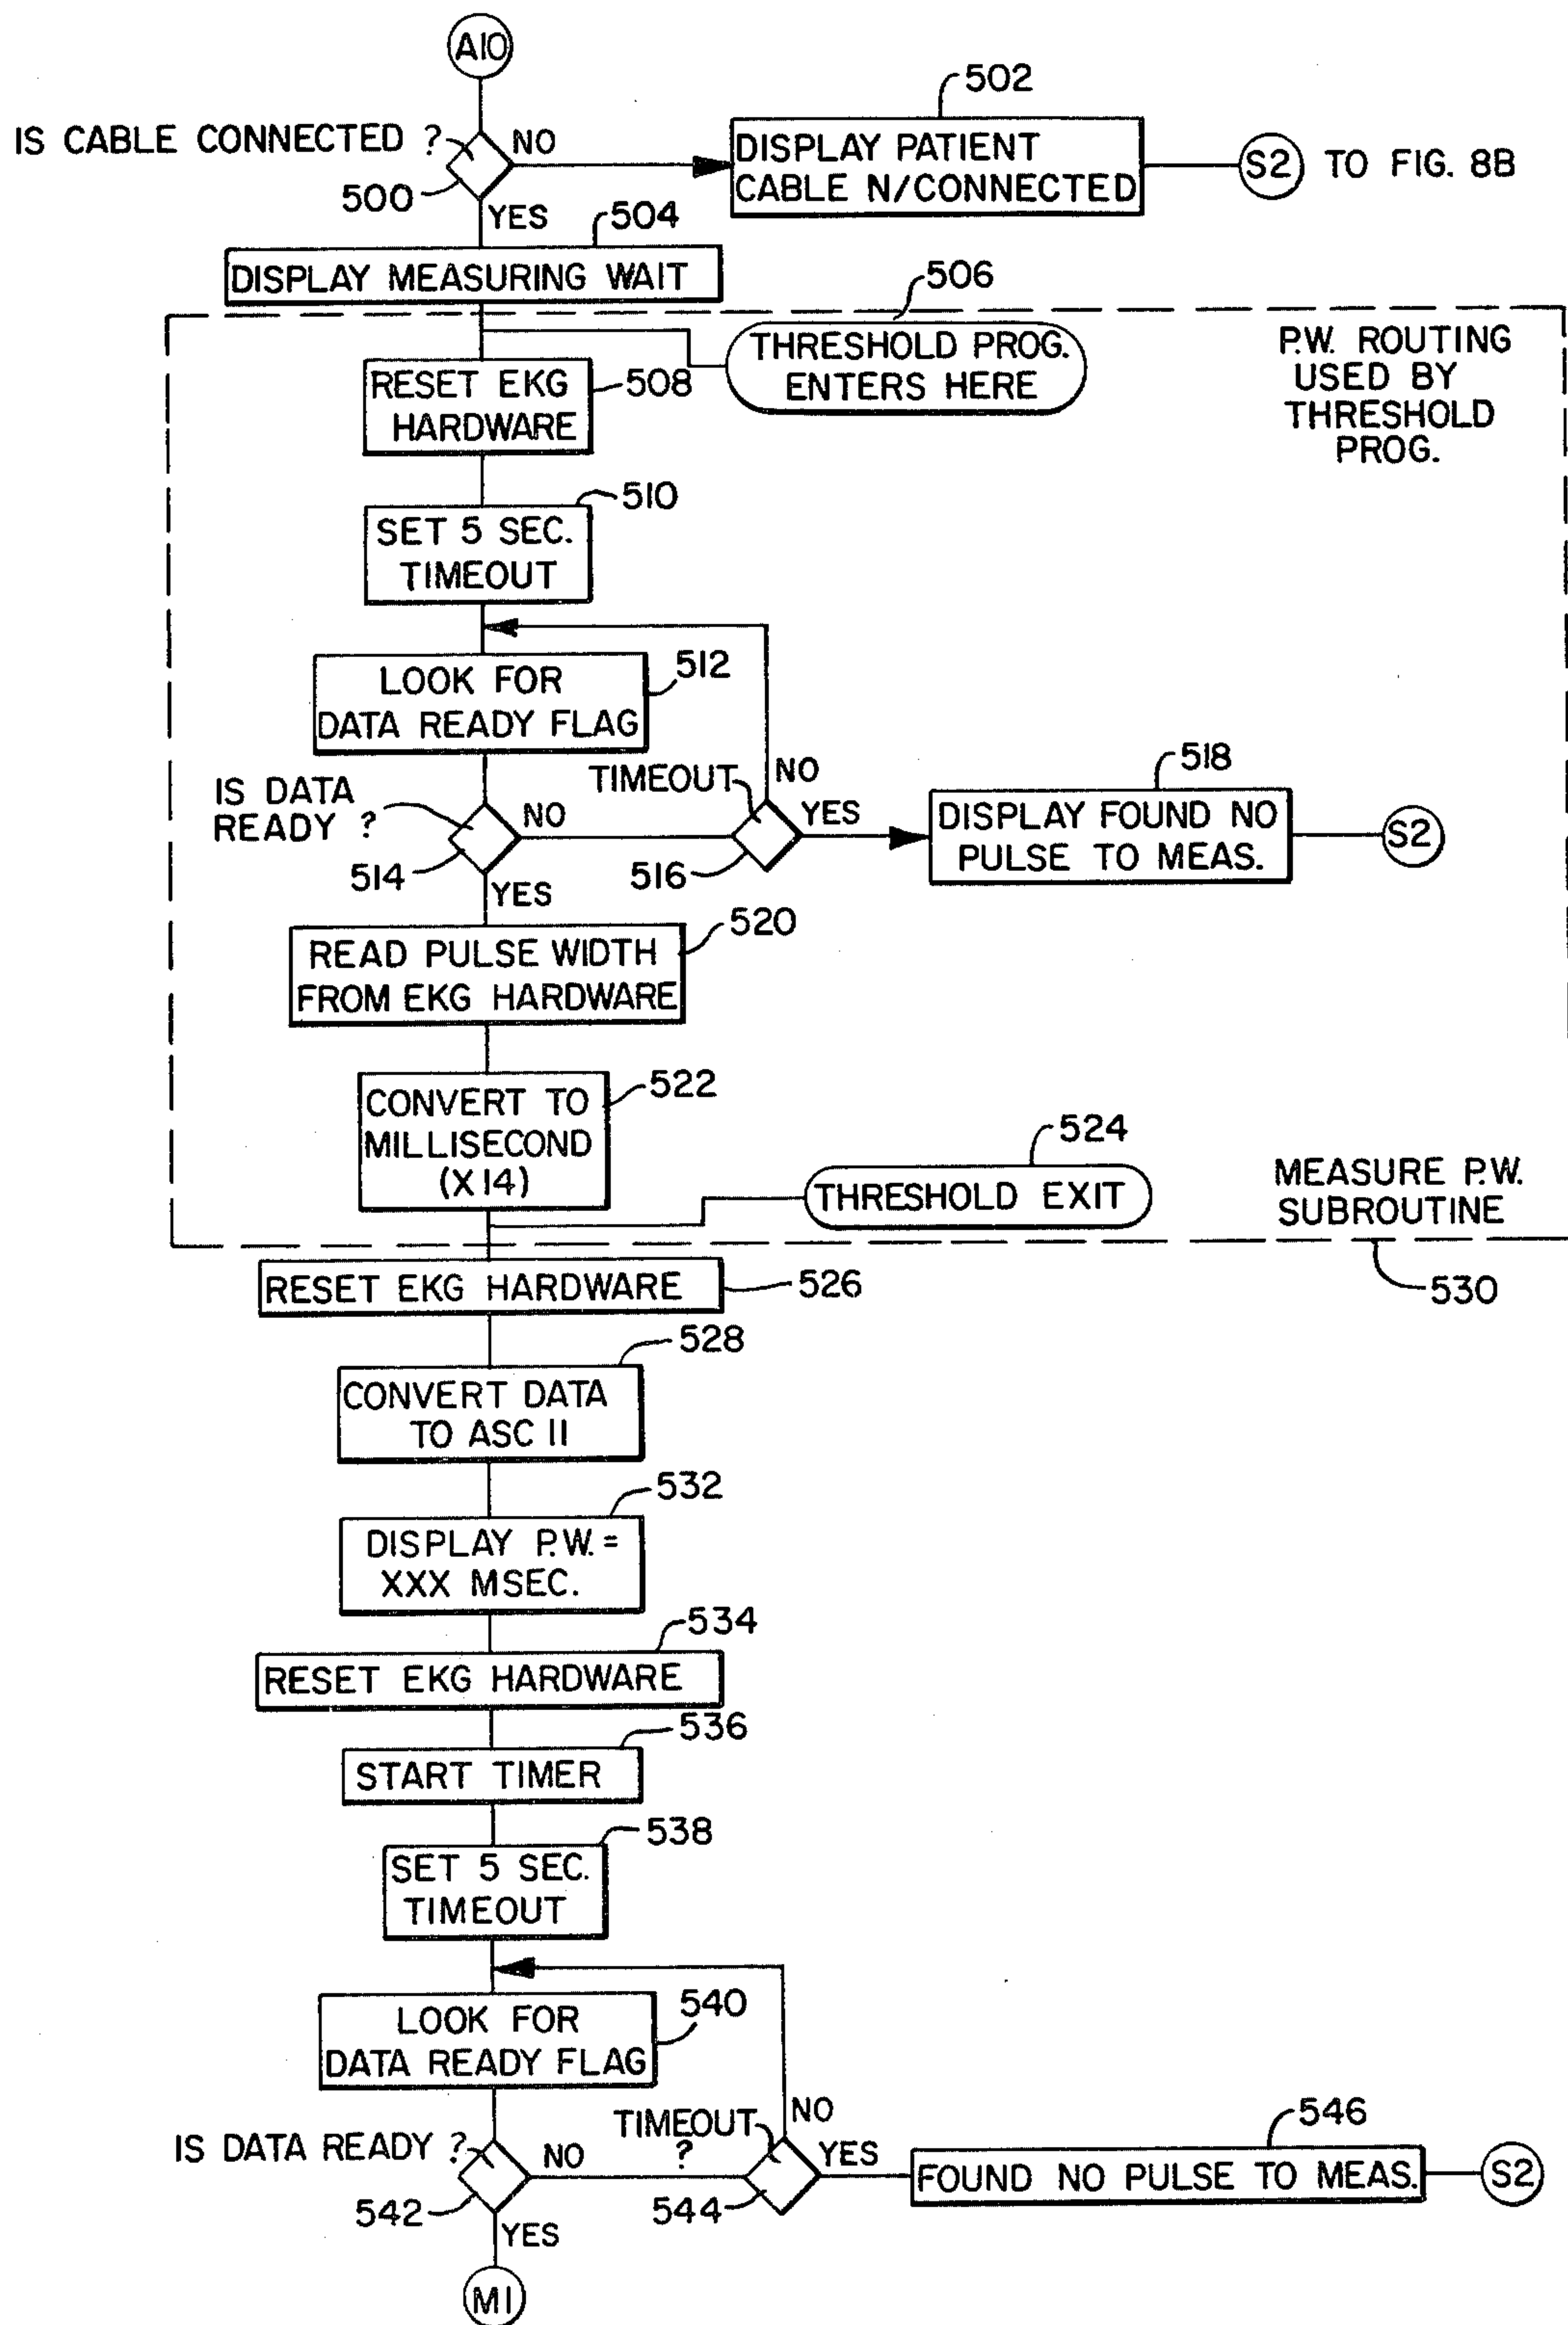 A10
502
IS CABLE CONNECTED ?
NO
DISPLAY PATIENT
CABLE N/CONNECTED
S2
TO FIG. 8B
500
YES
504
DISPLAY MEASURING WAIT
506
THRESHOLD PROG.
ENTERS HERE
P.W. ROUTING
USED BY
THRESHOLD
PROG.
RESET EKG
HARDWARE
508
510
SET 5 SEC.
TIMEOUT
512
LOOK FOR
DATA READY FLAG
518
IS DATA
READY ?
NO
TIMEOUT
NO
YES
DISPLAY FOUND NO
PULSE TO MEAS.
S2
514
516
YES
520
READ PULSE WIDTH
FROM EKG HARDWARE
522
CONVERT TO
MILLISECOND
(X14)
524
THRESHOLD EXIT
MEASURE P.W.
SUBROUTINE
RESET EKG HARDWARE
526
530
528
CONVERT DATA
TO ASC II
532
DISPLAY P.W. =
XXX MSEC.
534
RESET EKG HARDWARE
536
START TIMER
538
SET 5 SEC.
TIMEOUT
540
LOOK FOR
DATA READY FLAG
546
IS DATA READY ?
NO
TIMEOUT
?
NO
YES
FOUND NO PULSE TO MEAS.
S2
542
544
YES
M1